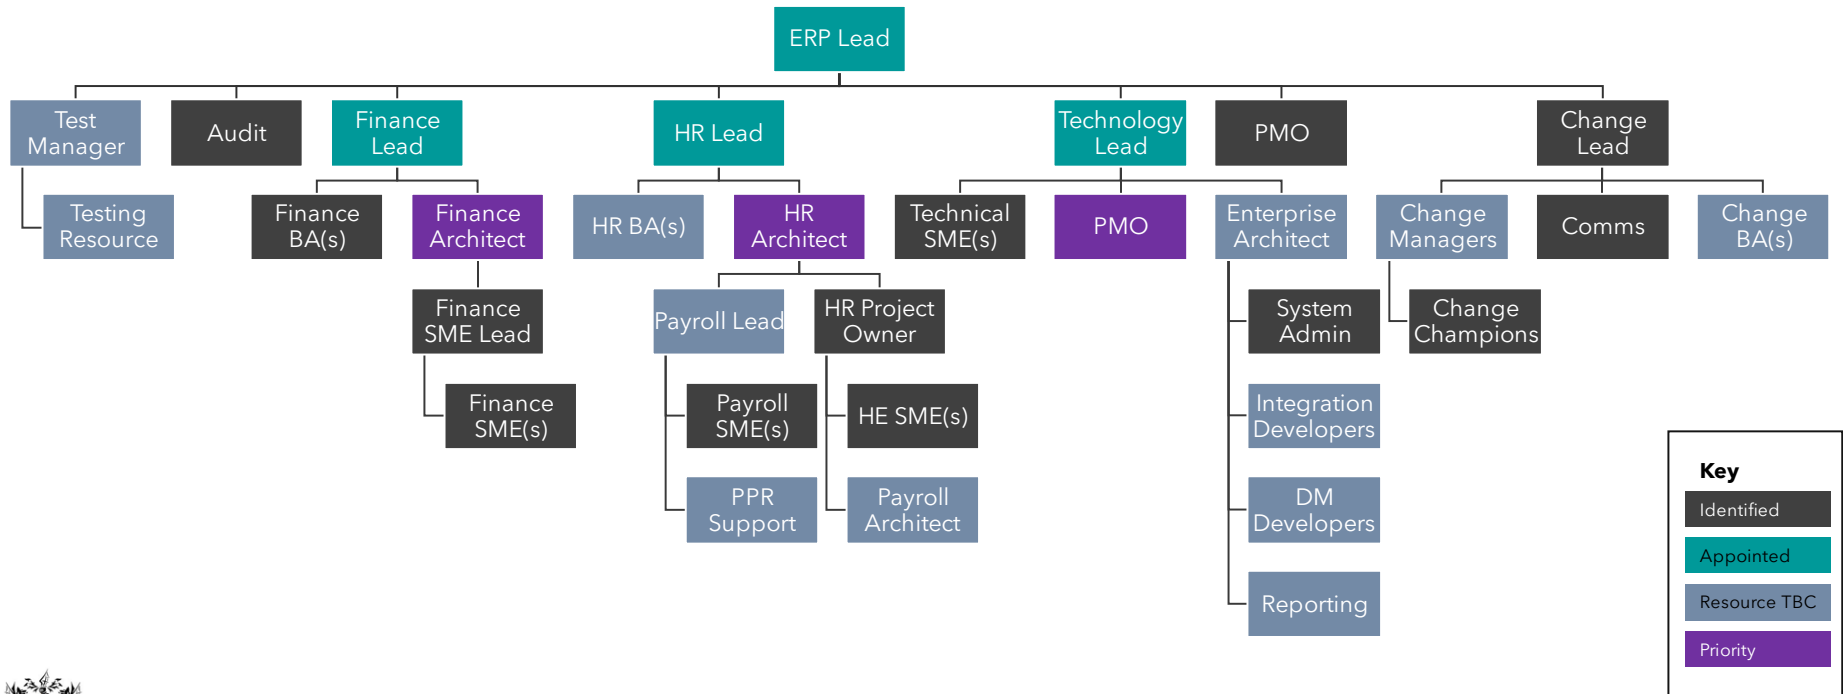 ERP Lead
Test
Manager
Audit
Finance
Lead
HR Lead
Technology
Lead
PMO
Change
Lead
Testing
Resource
Finance
BA(s)
Finance
Architect
HR BA(s)
HR
Architect
Technical
SME(s)
PMO
Enterprise
Architect
Change
Managers
Comms
Change
BA(s)
Finance
SME Lead
Payroll Lead
HR Project
Owner
System
Admin
Change
Champions
Finance
SME(s)
Payroll
SME(s)
HE SME(s)
Integration
Developers
PPR
Support
Payroll
Architect
DM
Developers
Reporting
Key
Identified
Appointed
Resource TBC
Priority